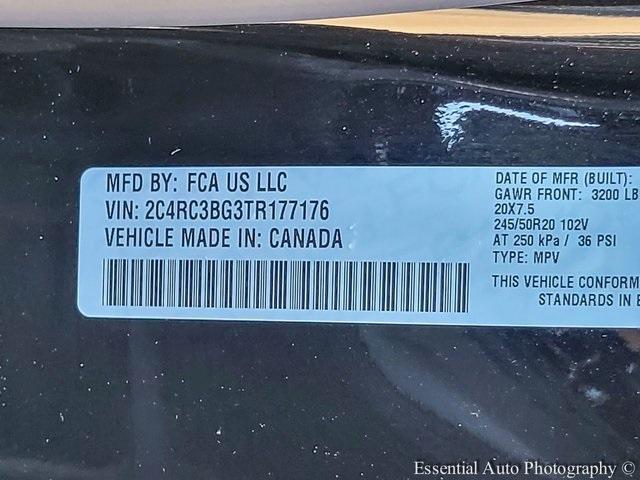 MFD BY: FCA US LLC
VIN: 2C4RC3BG3TR177176
VEHICLE MADE IN: CANADA
DATE OF MFR (BUILT):
GAWR FRONT: 3200 LB
20X7.5
245/50R20 102V
AT 250 kPa / 36 PSI
TYPE: MPV
THIS VEHICLE CONFORM
STANDARDS IN E
Essential Auto Photography ©